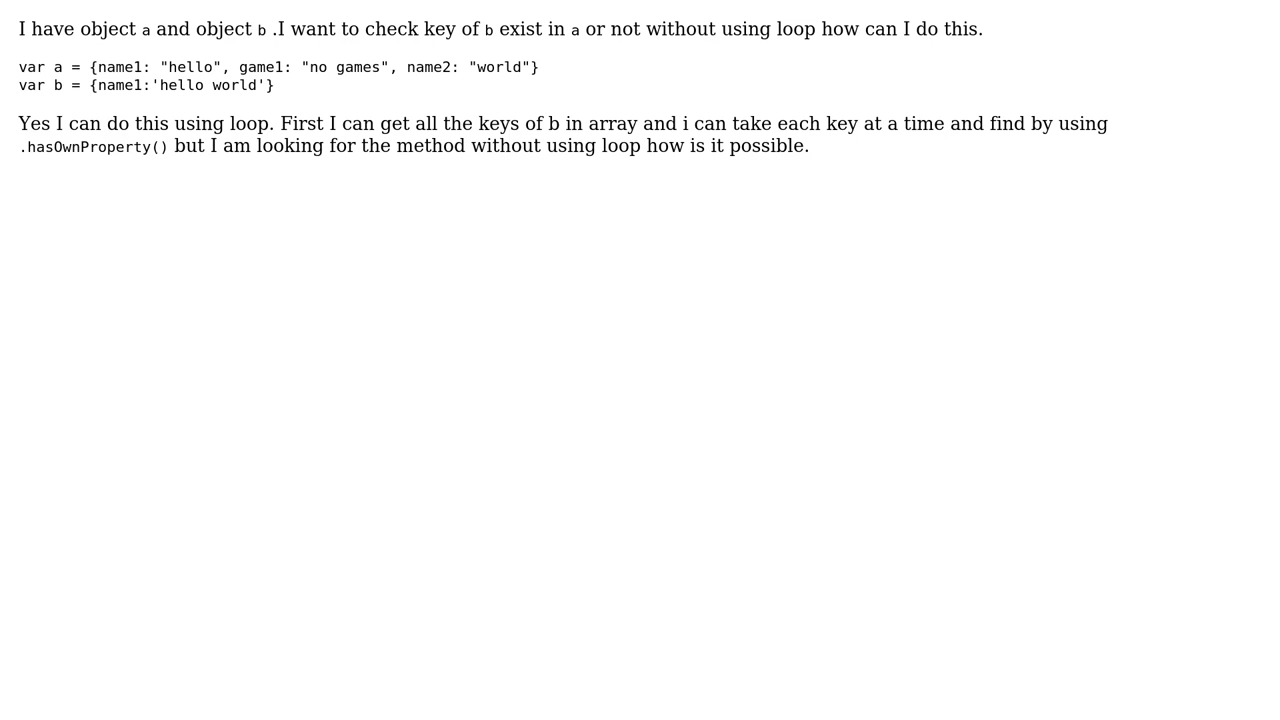 I have object a and object b .I want to check key of b exist in a or not without using loop how can I do this.
var a = {name1: "hello", game1: "no games", name2: "world"}
var b = {name1:'hello world'}
Yes I can do this using loop. First I can get all the keys of b in array and i can take each key at a time and find by using
.hasOwnProperty() but I am looking for the method without using loop how is it possible.